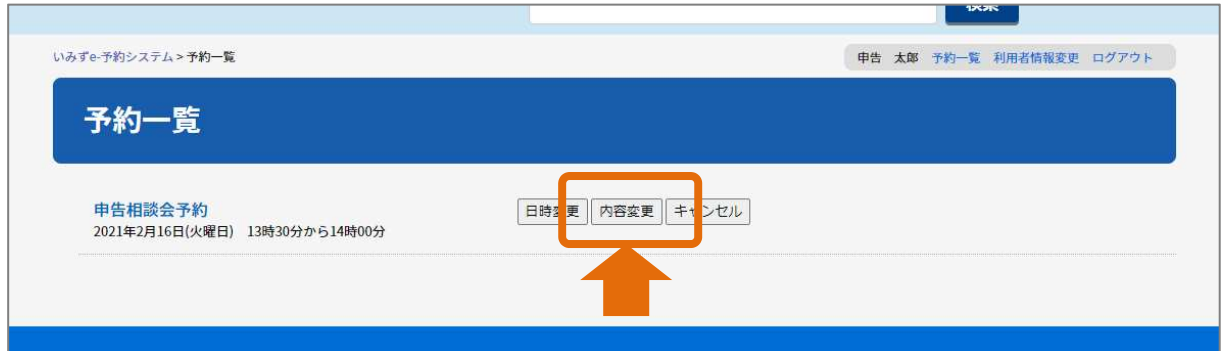 検索
いみずe-予約システム > 予約一覧
申告 太郎 予約一覧 利用者情報変更 ログアウト
予約一覧
申告相談会予約
日時変更 内容変更 キャンセル
2021年2月16日(火曜日) 13時30分から14時00分